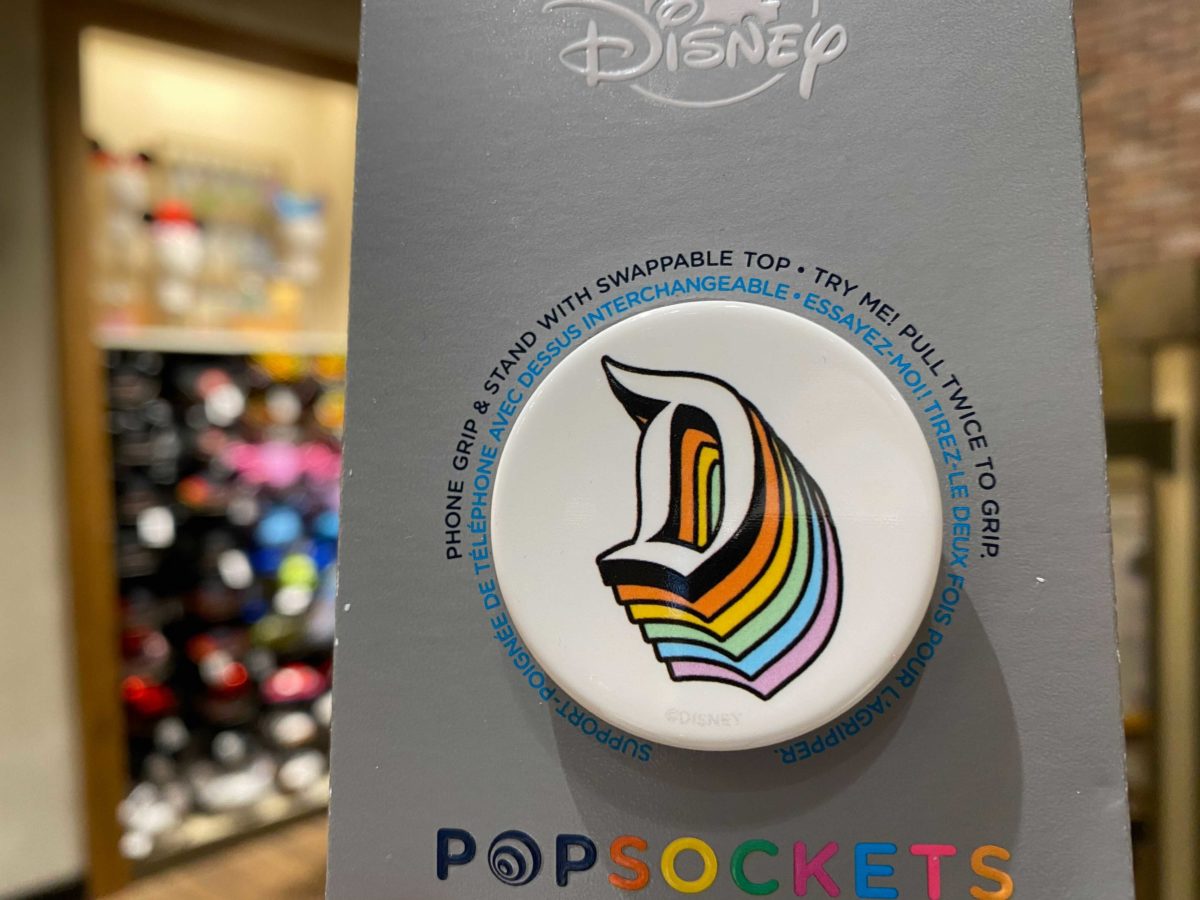 Disney
PHONE GRIP & STAND WITH SWAPPABLE TOP • TRY ME! PULL TWICE TO GRIP.
SUPPORT-POIGNÉE DE TÉLÉPHONE AVEC DESSUS INTERCHANGEABLE • ESSAYEZ-MOI! TIREZ-LE DEUX FOIS POUR L'AGRIPPER.
D
©DISNEY
POPSOCKETS